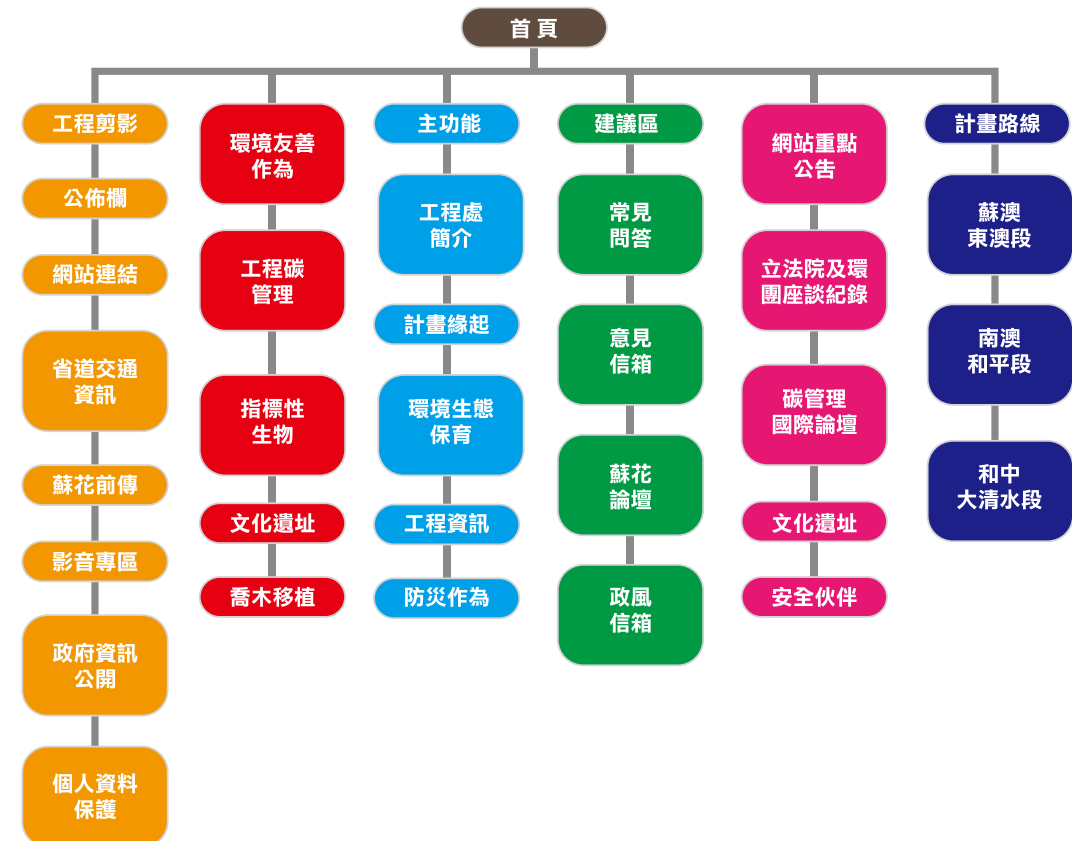 首頁
工程剪影
公佈欄
網站連結
省道交通
資訊
蘇花前傳
影音專區
政府資訊
公開
個人資料
保護
環境友善
作為
工程碳
管理
指標性
生物
文化遺址
喬木移植
主功能
工程處
簡介
計畫緣起
環境生態
保育
工程資訊
防災作為
建議區
常見
問答
意見
信箱
蘇花
論壇
政風
信箱
網站重點
公告
立法院及環
團座談紀錄
碳管理
國際論壇
文化遺址
安全伙伴
計畫路線
蘇澳
東澳段
南澳
和平段
和中
大清水段